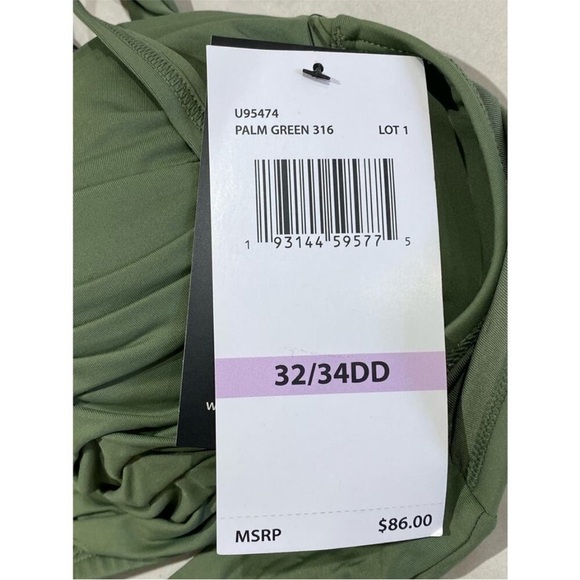 U95474
PALM GREEN 316 LOT 1
1 93144 59577 5
32/34DD
W
MSRP $86.00